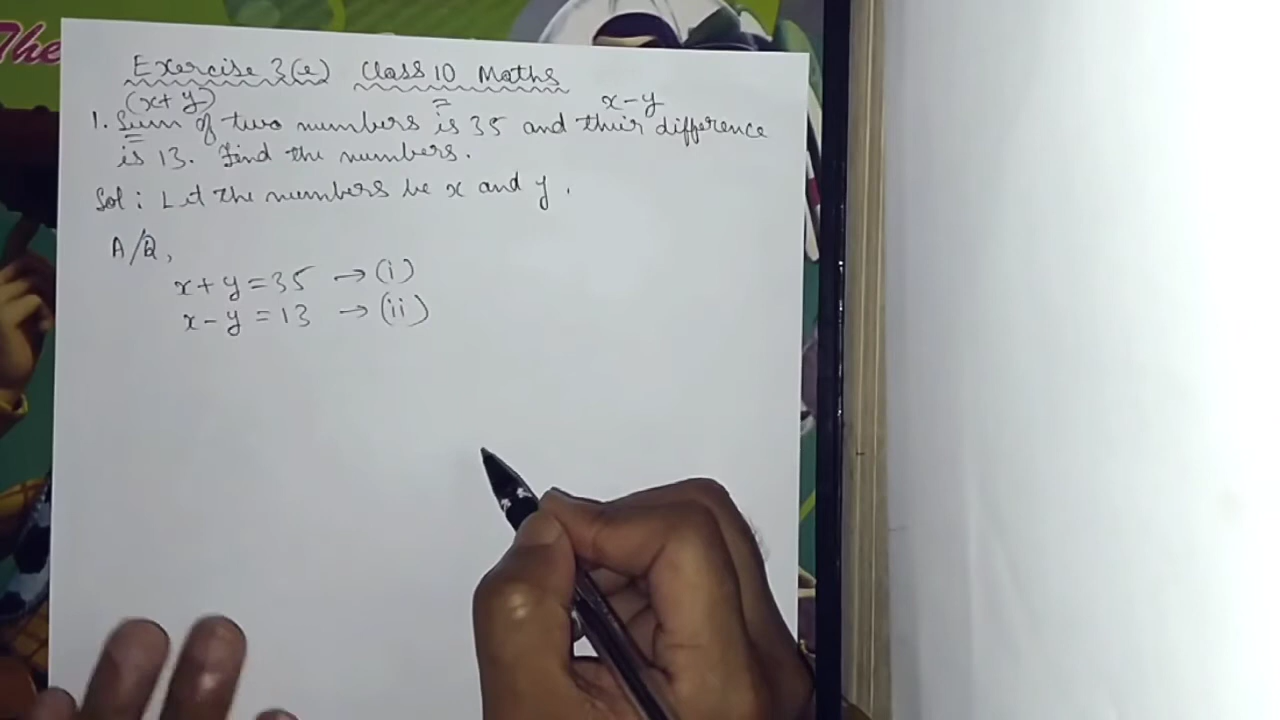 The
Exercise 3(e) Class 10 Maths
(x+y) x-y
1. Sum of two numbers is 35 and their difference
is 13. Find the numbers.
Sol : Let the numbers be x and y.
A/Q,
x+y=35 → (i)
x-y=13 → (ii)